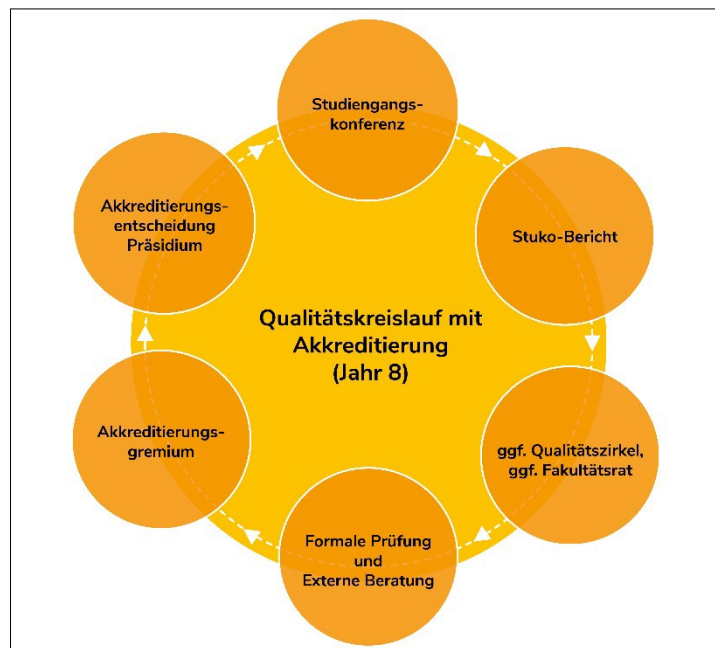 Studiengangs-
konferenz
Stuko-Bericht
ggf. Qualitätszirkel,
ggf. Fakultätsrat
Formale Prüfung
und
Externe Beratung
Akkreditierungs-
gremium
Akkreditierungs-
entscheidung
Präsidium
Qualitätskreislauf mit
Akkreditierung
(Jahr 8)